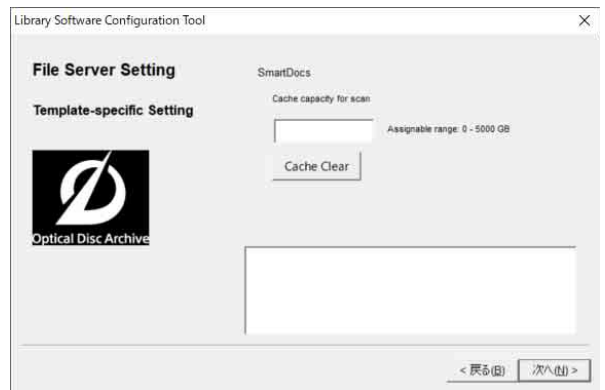 Library Software Configuration Tool
File Server Setting
Template-specific Setting
Optical Disc Archive
SmartDocs
Cache capacity for scan
Assignable range: 0 - 5000 GB
Cache Clear
< 戻る(B)
次へ(N) >